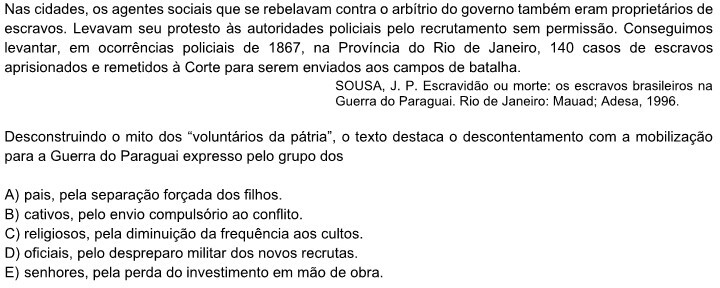 Nas cidades, os agentes sociais que se rebelavam contra o arbítrio do governo também eram proprietários de
escravos. Levavam seu protesto às autoridades policiais pelo recrutamento sem permissão. Conseguimos
levantar, em ocorrências policiais de 1867, na Província do Rio de Janeiro, 140 casos de escravos
aprisionados e remetidos à Corte para serem enviados aos campos de batalha.
SOUSA, J. P. Escravidão ou morte: os escravos brasileiros na
Guerra do Paraguai. Rio de Janeiro: Mauad; Adesa, 1996.
Desconstruindo o mito dos “voluntários da pátria”, o texto destaca o descontentamento com a mobilização
para a Guerra do Paraguai expresso pelo grupo dos
A) pais, pela separação forçada dos filhos.
B) cativos, pelo envio compulsório ao conflito.
C) religiosos, pela diminuição da frequência aos cultos.
D) oficiais, pelo despreparo militar dos novos recrutas.
E) senhores, pela perda do investimento em mão de obra.